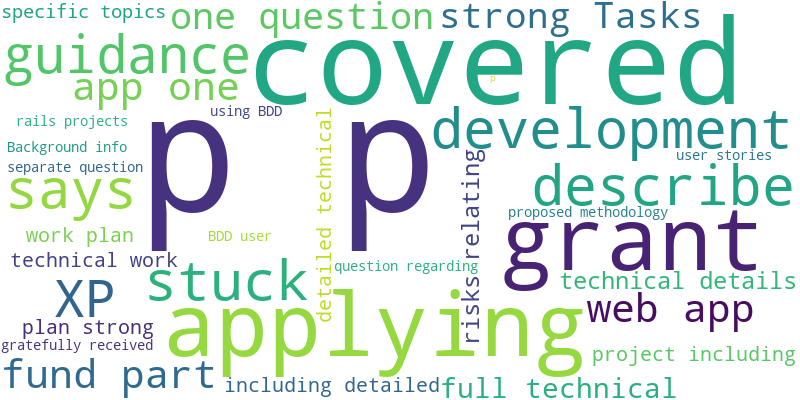 specific topics
one question
strong Tasks
guidance
covered
app one
p
rails projects
using BDD
p
p
development
Background info
detailed technical
user stories
separate question
risks relating
says
describe
proposed methodology
work plan
BDD user
grant
technical work
question regarding
stuck
technical details
XP
applying
web app
plan strong
gratefully received
project including
fund part
including detailed
full technical